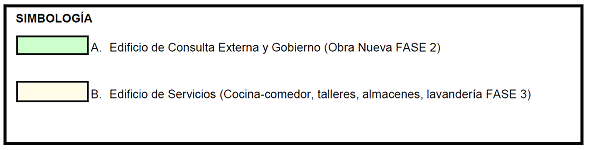 SIMBOLOGÍA
A. Edificio de Consulta Externa y Gobierno (Obra Nueva FASE 2)
B. Edificio de Servicios (Cocina-comedor, talleres, almacenes, lavandería FASE 3)